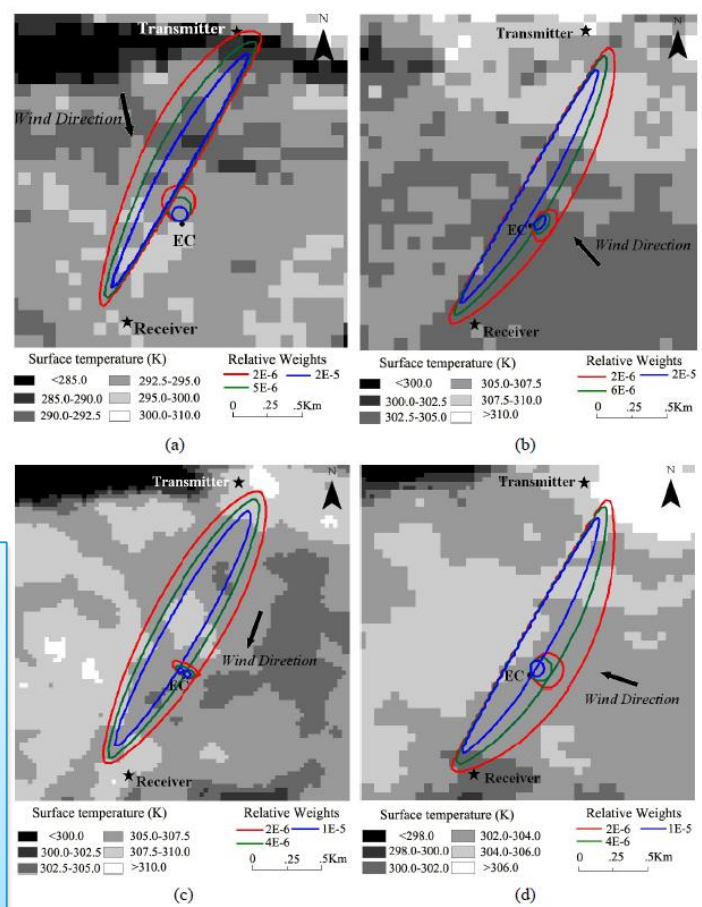 N
Transmitter
Wind Direction
EC
Receiver
Surface temperature (K)
Relative Weights
<285.0
292.5-295.0
2E-6
2E-5
285.0-290.0
295.0-300.0
5E-6
290.0-292.5
300.0-310.0
0 .25 .5Km
(a)
N
Transmitter
EC
Wind Direction
Receiver
Surface temperature (K)
Relative Weights
<300.0
305.0-307.5
2E-6
2E-5
300.0-302.5
307.5-310.0
6E-6
302.5-305.0
>310.0
0 .25 .5Km
(b)
N
Transmitter
Wind Direction
EC
Receiver
Surface temperature (K)
Relative Weights
<300.0
305.0-307.5
2E-6
1E-5
300.0-302.5
307.5-310.0
4E-6
302.5-305.0
>310.0
0 .25 .5Km
(c)
N
Transmitter
EC
Wind Direction
Receiver
Surface temperature (K)
Relative Weights
<298.0
302.0-304.0
2E-6
1E-5
298.0-300.0
304.0-306.0
4E-6
300.0-302.0
>306.0
0 .25 .5Km
(d)